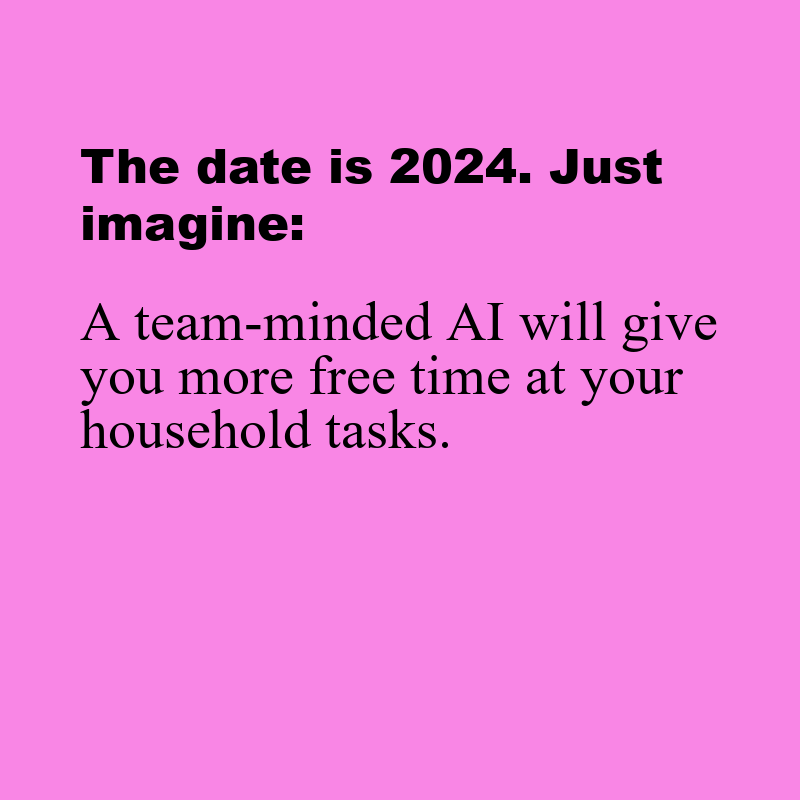 The date is 2024. Just
imagine:
A team-minded AI will give
you more free time at your
household tasks.